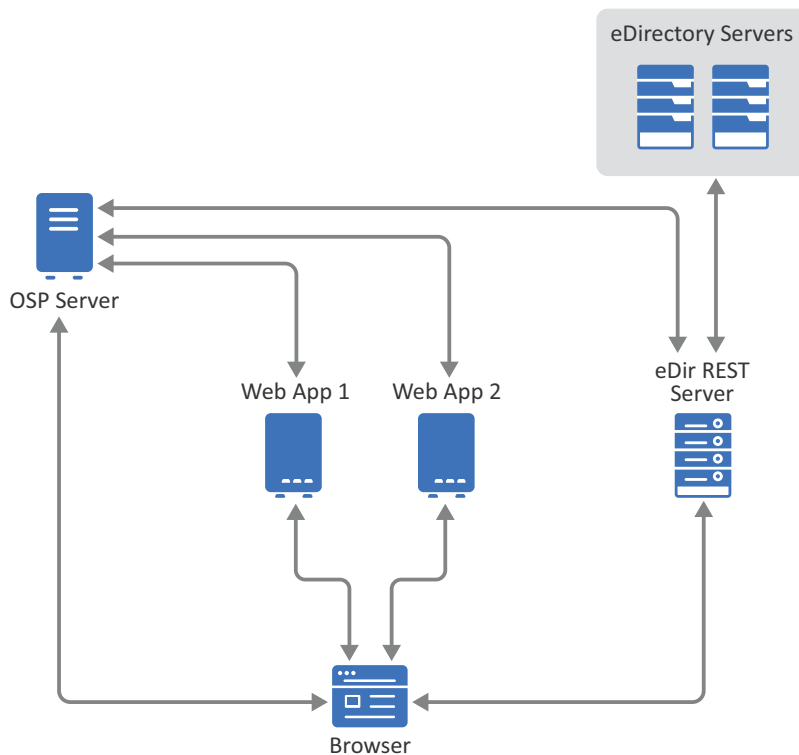 eDirectory Servers
OSP Server
Web App 1
Web App 2
eDir REST
Server
Browser